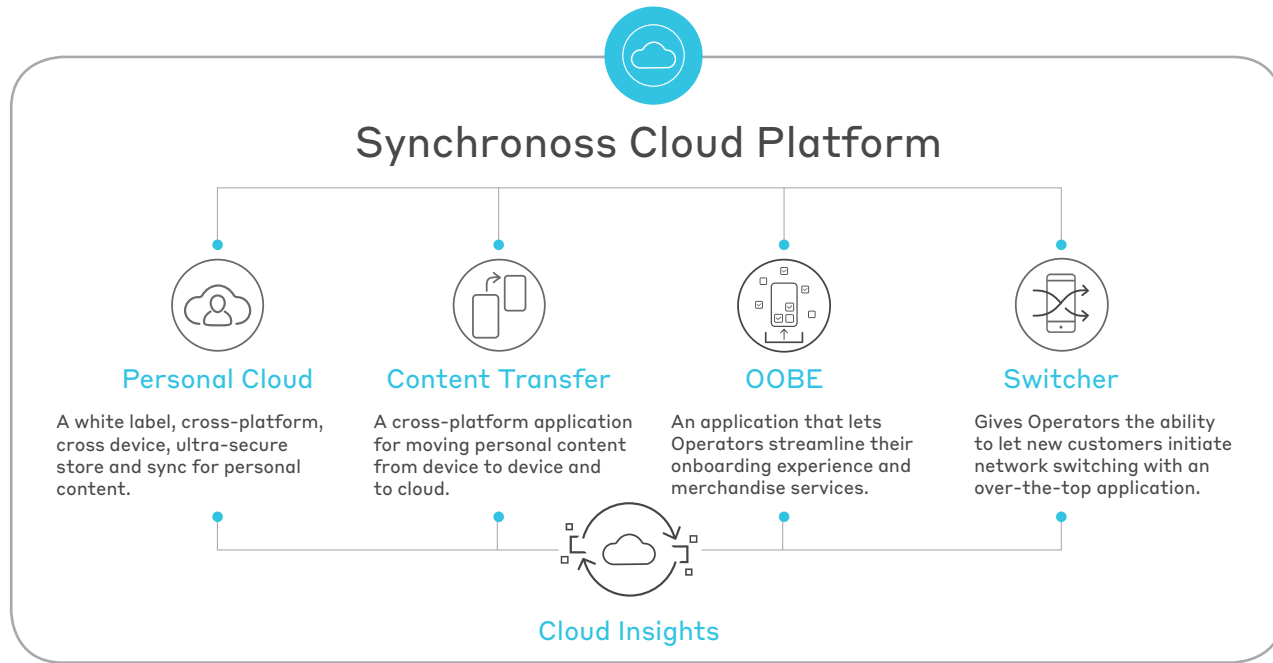 Synchronoss Cloud Platform
Personal Cloud
A white label, cross-platform,
cross device, ultra-secure
store and sync for personal
content.
Content Transfer
A cross-platform application
for moving personal content
from device to device and
to cloud.
OOBE
An application that lets
Operators streamline their
onboarding experience and
merchandise services.
Switcher
Gives Operators the ability
to let new customers initiate
network switching with an
over-the-top application.
Cloud Insights